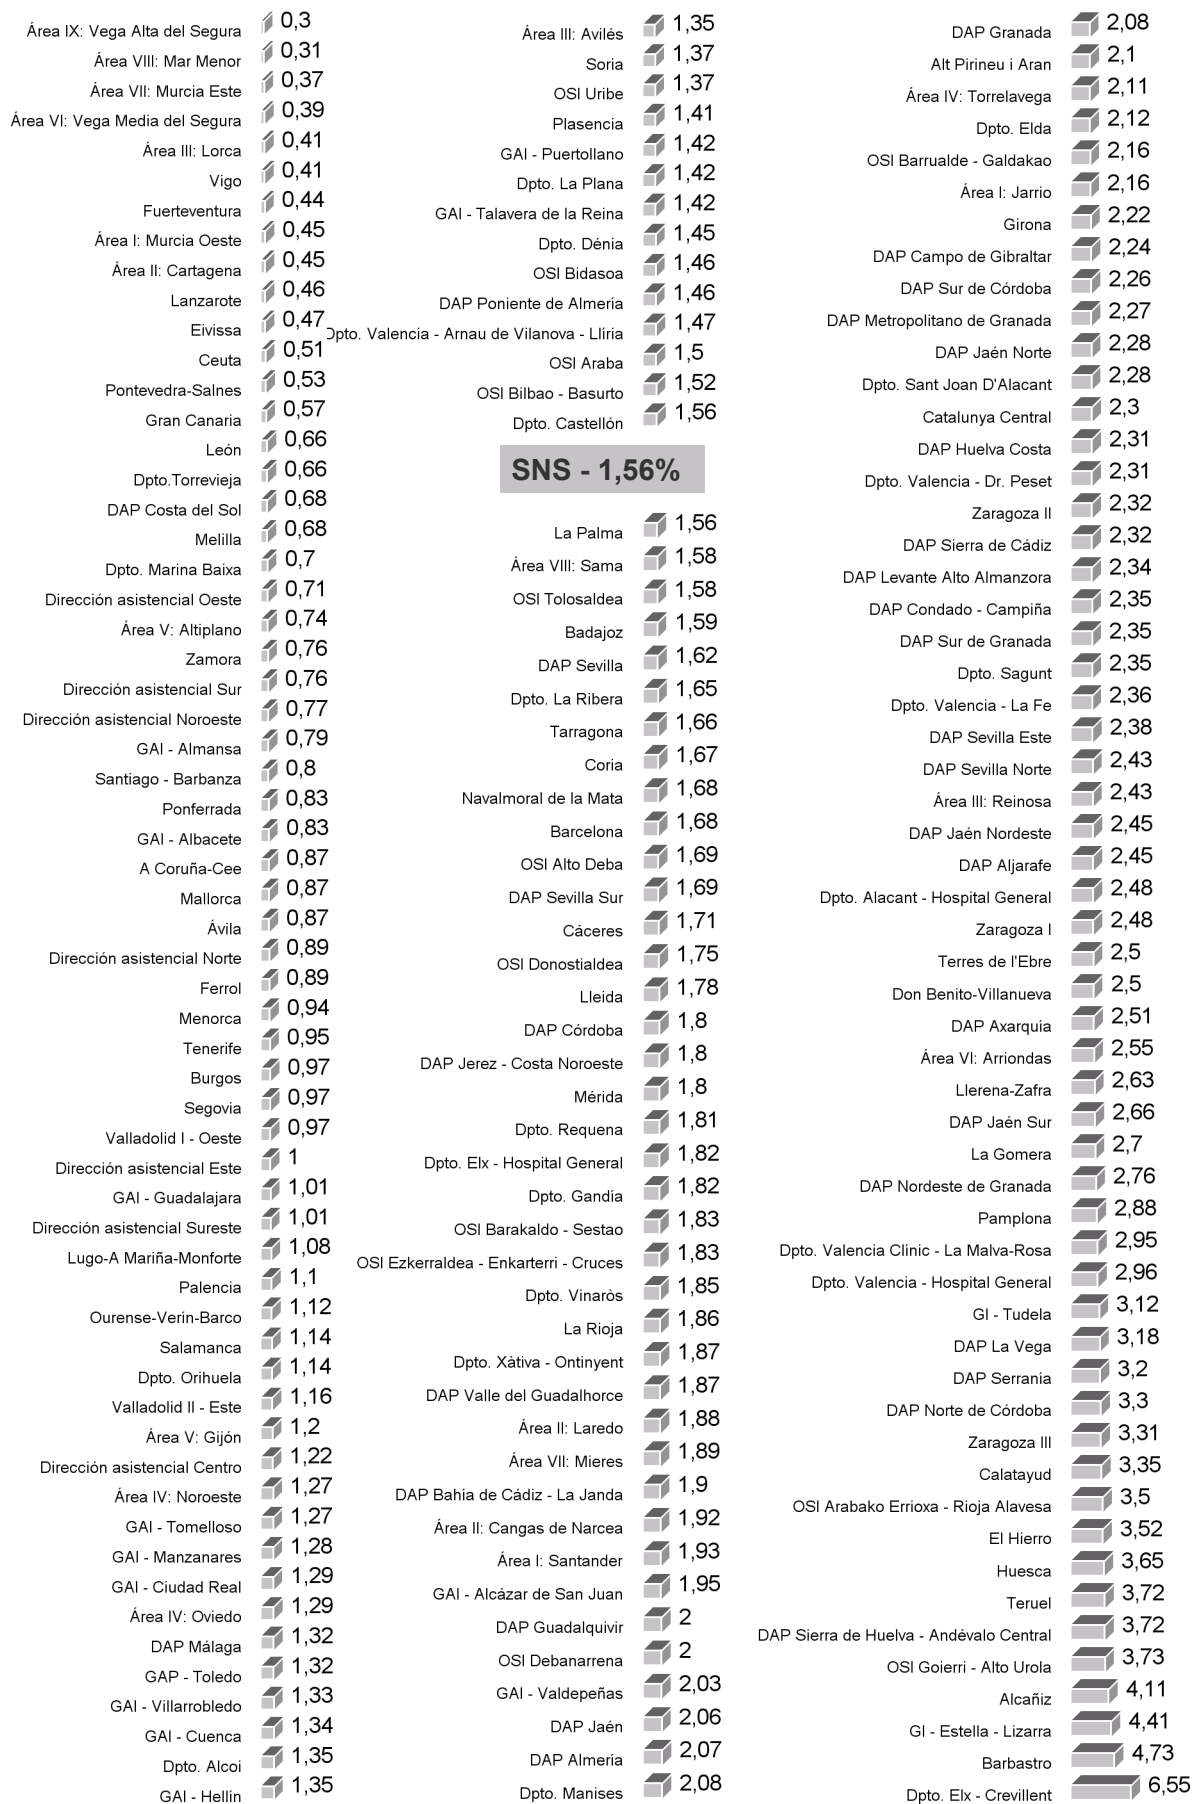 Área IX: Vega Alta del Segura 0,3
Área VIII: Mar Menor 0,31
Área VII: Murcia Este 0,37
Área VI: Vega Media del Segura 0,39
Área III: Lorca 0,41
Vigo 0,41
Fuerteventura 0,44
Área I: Murcia Oeste 0,45
Área II: Cartagena 0,45
Lanzarote 0,46
Eivissa 0,47
Ceuta 0,51
Pontevedra-Salnes 0,53
Gran Canaria 0,57
León 0,66
Dpto.Torrevieja 0,66
DAP Costa del Sol 0,68
Melilla 0,68
Dpto. Marina Baixa 0,7
Dirección asistencial Oeste 0,71
Área V: Altiplano 0,74
Zamora 0,76
Dirección asistencial Sur 0,76
Dirección asistencial Noroeste 0,77
GAI - Almansa 0,79
Santiago - Barbanza 0,8
Ponferrada 0,83
GAI - Albacete 0,83
A Coruña-Cee 0,87
Mallorca 0,87
Ávila 0,87
Dirección asistencial Norte 0,89
Ferrol 0,89
Menorca 0,94
Tenerife 0,95
Burgos 0,97
Segovia 0,97
Valladolid I - Oeste 0,97
Dirección asistencial Este 1
GAI - Guadalajara 1,01
Dirección asistencial Sureste 1,01
Lugo-A Mariña-Monforte 1,08
Palencia 1,1
Ourense-Verín-Barco 1,12
Salamanca 1,14
Dpto. Orihuela 1,14
Valladolid II - Este 1,16
Área V: Gijón 1,2
Dirección asistencial Centro 1,22
Área IV: Noroeste 1,27
GAI - Tomelloso 1,27
GAI - Manzanares 1,28
GAI - Ciudad Real 1,29
Área IV: Oviedo 1,29
DAP Málaga 1,32
GAP - Toledo 1,32
GAI - Villarrobledo 1,33
GAI - Cuenca 1,34
Dpto. Alcoi 1,35
GAI - Hellín 1,35
Área III: Avilés 1,35
Soria 1,37
OSI Uribe 1,37
Plasencia 1,41
GAI - Puertollano 1,42
Dpto. La Plana 1,42
GAI - Talavera de la Reina 1,42
Dpto. Dénia 1,45
OSI Bidasoa 1,46
DAP Poniente de Almería 1,46
Dpto. Valencia - Arnau de Vilanova - Llíria 1,47
OSI Araba 1,5
OSI Bilbao - Basurto 1,52
Dpto. Castellón 1,56
SNS - 1,56%
La Palma 1,56
Área VIII: Sama 1,58
OSI Tolosaldea 1,58
Badajoz 1,59
DAP Sevilla 1,62
Dpto. La Ribera 1,65
Tarragona 1,66
Coria 1,67
Navalmoral de la Mata 1,68
Barcelona 1,68
OSI Alto Deba 1,69
DAP Sevilla Sur 1,69
Cáceres 1,71
OSI Donostialdea 1,75
Lleida 1,78
DAP Córdoba 1,8
DAP Jerez - Costa Noroeste 1,8
Mérida 1,8
Dpto. Requena 1,81
Dpto. Elx - Hospital General 1,82
Dpto. Gandía 1,82
OSI Barakaldo - Sestao 1,83
OSI Ezkerraldea - Enkarterri - Cruces 1,83
Dpto. Vinaròs 1,85
La Rioja 1,86
Dpto. Xàtiva - Ontinyent 1,87
DAP Valle del Guadalhorce 1,87
Área II: Laredo 1,88
Área VII: Mieres 1,89
DAP Bahía de Cádiz - La Janda 1,9
Área II: Cangas de Narcea 1,92
Área I: Santander 1,93
GAI - Alcázar de San Juan 1,95
DAP Guadalquivir 2
OSI Debanarrena 2
GAI - Valdepeñas 2,03
DAP Jaén 2,06
DAP Almería 2,07
Dpto. Manises 2,08
DAP Granada 2,08
Alt Pirineu i Aran 2,1
Área IV: Torrelavega 2,11
Dpto. Elda 2,12
OSI Barrualde - Galdakao 2,16
Área I: Jarrio 2,16
Girona 2,22
DAP Campo de Gibraltar 2,24
DAP Sur de Córdoba 2,26
DAP Metropolitano de Granada 2,27
DAP Jaén Norte 2,28
Dpto. Sant Joan D'Alacant 2,28
Catalunya Central 2,3
DAP Huelva Costa 2,31
Dpto. Valencia - Dr. Peset 2,31
Zaragoza II 2,32
DAP Sierra de Cádiz 2,32
DAP Levante Alto Almanzora 2,34
DAP Condado - Campiña 2,35
DAP Sur de Granada 2,35
Dpto. Sagunt 2,35
Dpto. Valencia - La Fe 2,36
DAP Sevilla Este 2,38
DAP Sevilla Norte 2,43
Área III: Reinosa 2,43
DAP Jaén Nordeste 2,45
DAP Aljarafe 2,45
Dpto. Alacant - Hospital General 2,48
Zaragoza I 2,48
Terres de l'Ebre 2,5
Don Benito-Villanueva 2,5
DAP Axarquía 2,51
Área VI: Arriondas 2,55
Llerena-Zafra 2,63
DAP Jaén Sur 2,66
La Gomera 2,7
DAP Nordeste de Granada 2,76
Pamplona 2,88
Dpto. Valencia Clínic - La Malva-Rosa 2,95
Dpto. Valencia - Hospital General 2,96
GI - Tudela 3,12
DAP La Vega 3,18
DAP Serranía 3,2
DAP Norte de Córdoba 3,3
Zaragoza III 3,31
Calatayud 3,35
OSI Arabako Errioxa - Rioja Alavesa 3,5
El Hierro 3,52
Huesca 3,65
Teruel 3,72
DAP Sierra de Huelva - Andévalo Central 3,72
OSI Goierri - Alto Urola 3,73
Alcañiz 4,11
GI - Estella - Lizarra 4,41
Barbastro 4,73
Dpto. Elx - Crevillent 6,55